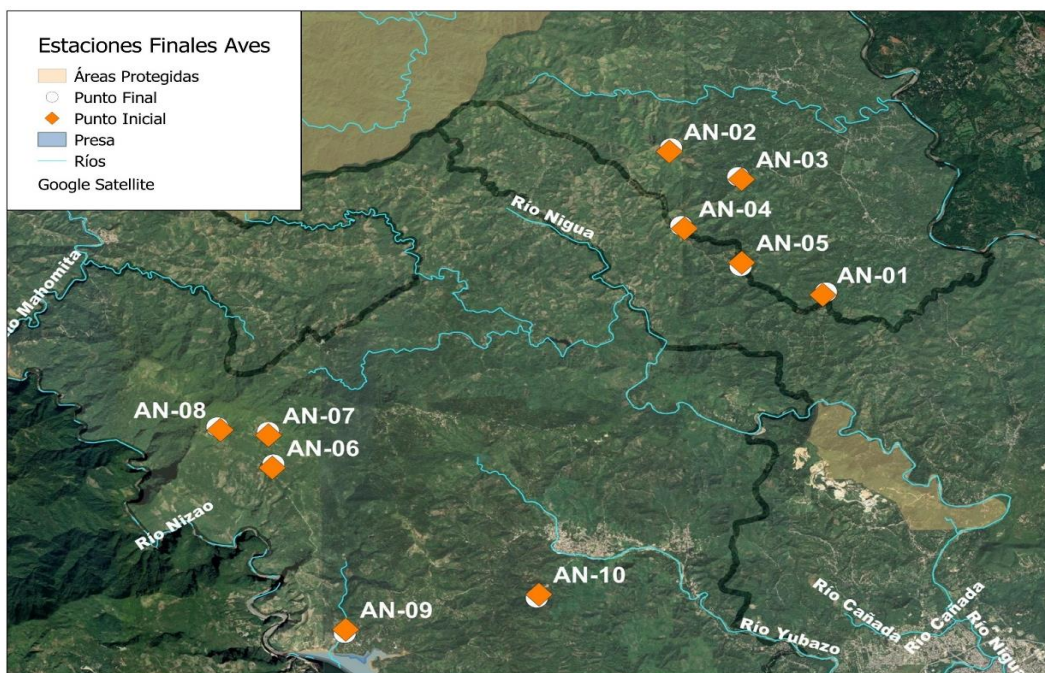 Estaciones Finales Aves
Áreas Protegidas
Punto Final
Punto Inicial
Presa
Ríos
Google Satellite
AN-02
AN-03
AN-04
Río Nigua
AN-05
AN-01
Mahomita
AN-08
AN-07
AN-06
Río Nizao
AN-10
AN-09
Río Yubazo
Río Cañada
Río Cañada
Río Nigua